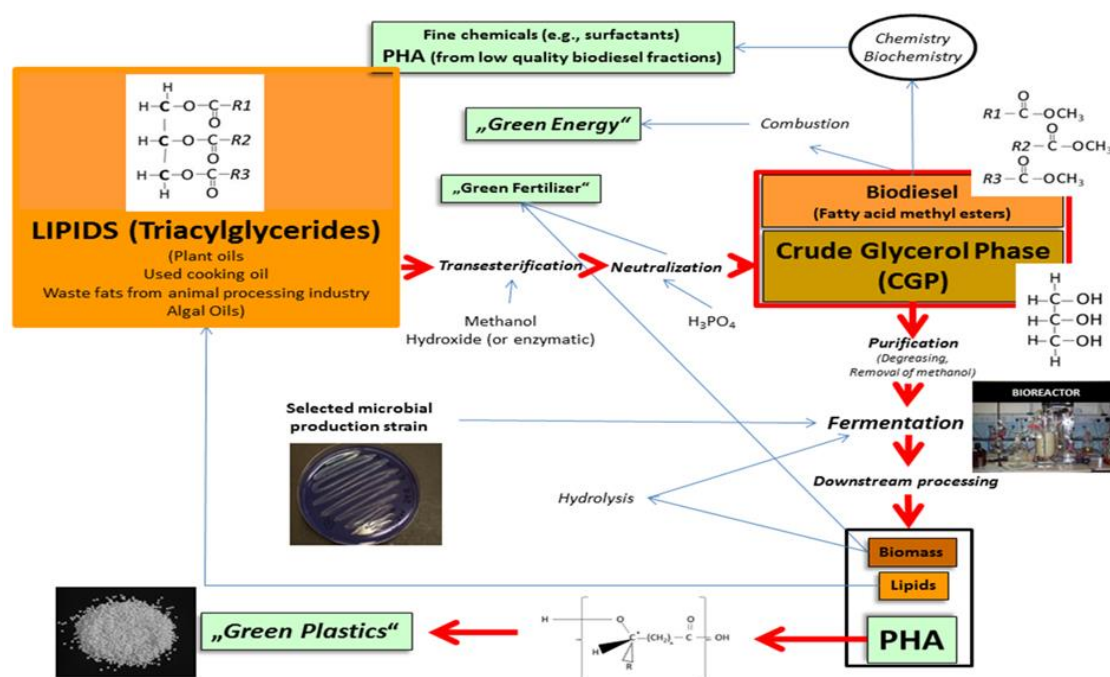 Fine chemicals (e.g., surfactants)
PHA (from low quality biodiesel fractions)
Chemistry
Biochemistry
H
H–C–O–C–R1
O
H–C–O–C–R2
O
H–C–O–C–R3
H O
LIPIDS (Triacylglycerides)
(Plant oils
Used cooking oil
Waste fats from animal processing industry
Algal Oils)
„Green Energy“
Combustion
O
R1–C–OCH₃
O
R2–C–OCH₃
O
R3–C–OCH₃
„Green Fertilizer“
Biodiesel
(Fatty acid methyl esters)
Crude Glycerol Phase
(CGP)
Transesterification
Neutralization
Methanol
Hydroxide (or enzymatic)
H₃PO₄
H
H–C–OH
H–C–OH
H–C–OH
H
Purification
(Degreasing,
Removal of methanol)
BIOREACTOR
Selected microbial
production strain
Fermentation
Hydrolysis
Downstream processing
Biomass
Lipids
PHA
„Green Plastics“
H O O
C* (CH₂)ₙ C OH
H R